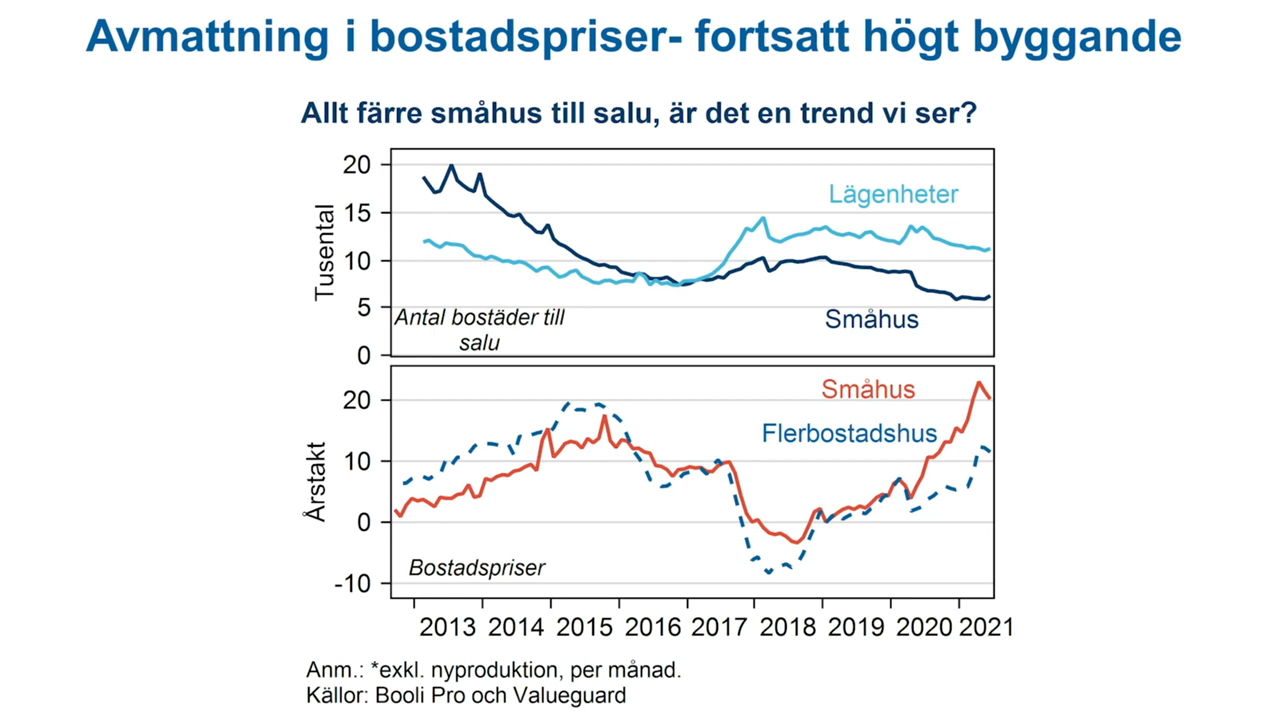 Avmattning i bostadspriser- fortsatt högt byggande
Allt färre småhus till salu, är det en trend vi ser?
20
15
10
5
0
Tusental
Lägenheter
Småhus
Antal bostäder till
salu
20
10
0
-10
Årstakt
Småhus
Flerbostadshus
Bostadspriser
2013 2014 2015 2016 2017 2018 2019 2020 2021
Anm.: *exkl. nyproduktion, per månad.
Källor: Booli Pro och Valueguard